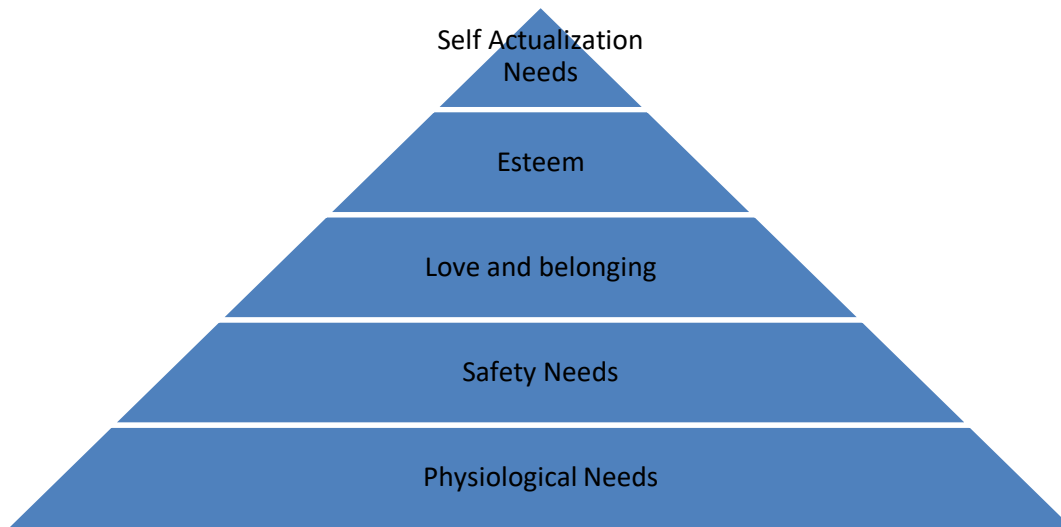 Self Actualization
Needs
Esteem
Love and belonging
Safety Needs
Physiological Needs